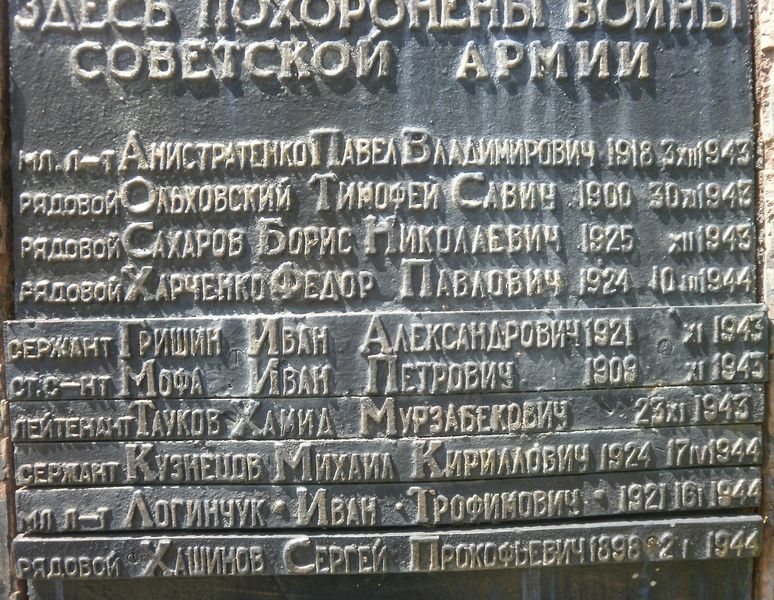 ЗДЕСЬ ПОХОРОНЕНЫ ВОИНЫ
СОВЕТСКОЙ АРМИИ
МЛ. Л-Т АНИСТРАТЕНКО ПАВЕЛ ВЛАДИМИРОВИЧ 1918 3 XII 1943
РЯДОВОЙ ОЛЬХОВСКИЙ ТИМОФЕЙ САВИЧ 1900 30 XI 1943
РЯДОВОЙ САХАРОВ БОРИС НИКОЛАЕВИЧ 1925 XII 1943
РЯДОВОЙ ХАРЧЕНКО ФЕДОР ПАВЛОВИЧ 1924 10 III 1944
СЕРЖАНТ ГРИШИН ИВАН АЛЕКСАНДРОВИЧ 1921 XI 1943
СТ. С-НТ МОФА ИВАН ПЕТРОВИЧ 1909 XI 1943
ЛЕЙТЕНАНТ ТАУКОВ ХАМИД МУРЗАБЕКОВИЧ 23 XI 1943
СЕРЖАНТ КУЗНЕЦОВ МИХАИЛ КИРИЛЛОВИЧ 1924 17 IV 1944
МЛ Л-Т ЛОГИНЧУК ИВАН ТРОФИМОВИЧ 1921 16 I 1944
РЯДОВОЙ ХАШИНОВ СЕРГЕЙ ПРОКОФЬЕВИЧ 1898 2 I 1944